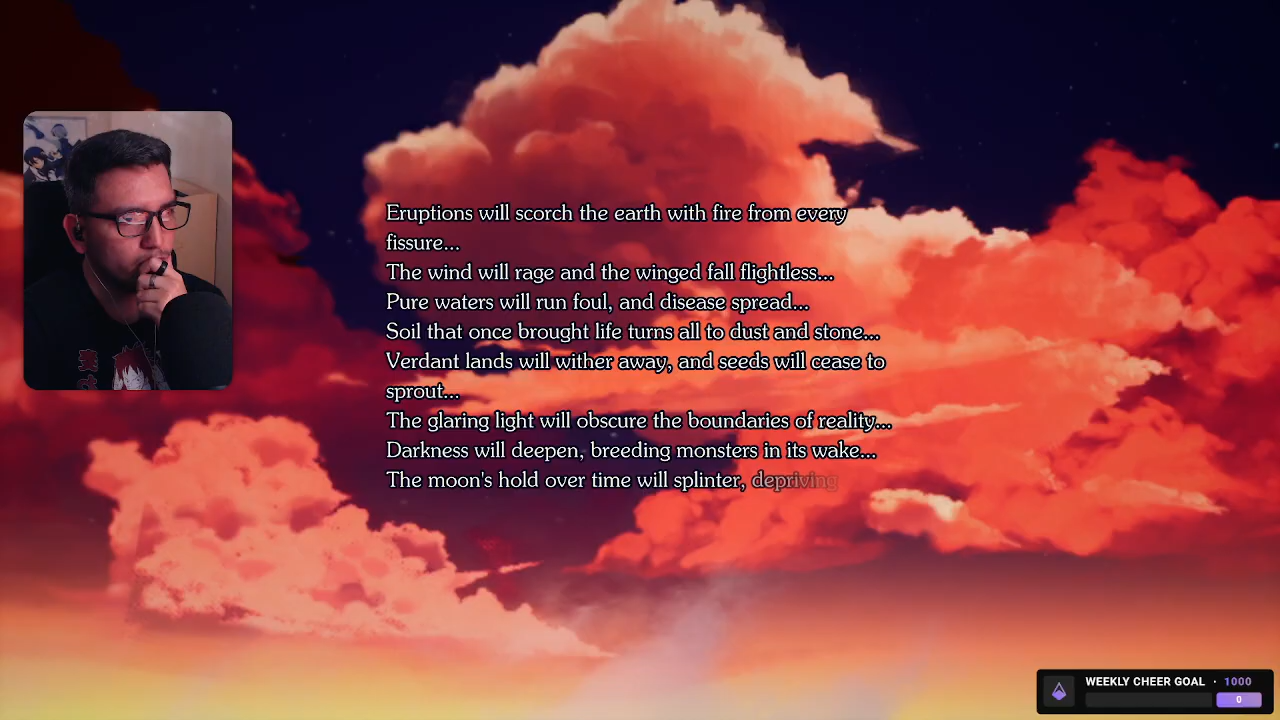 Eruptions will scorch the earth with fire from every
fissure...
The wind will rage and the winged fall flightless...
Pure waters will run foul, and disease spread...
Soil that once brought life turns all to dust and stone...
Verdant lands will wither away, and seeds will cease to
sprout...
The glaring light will obscure the boundaries of reality...
Darkness will deepen, breeding monsters in its wake...
The moon's hold over time will splinter, depriving
WEEKLY CHEER GOAL · 1000
0